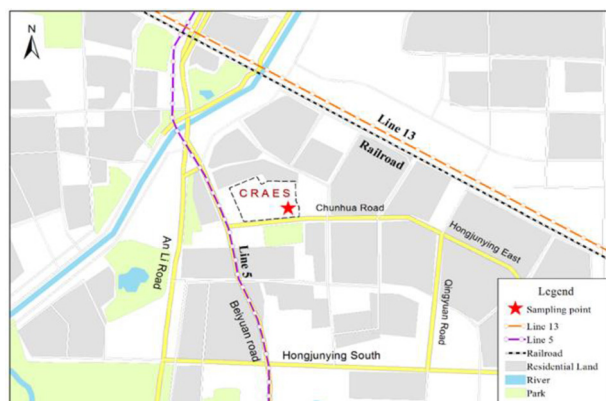 N
Line 13
Railroad
CRAES
Chunhua Road
Hongjunying East
An Li Road
Line 5
Qingyuan Road
Beiyuan road
Hongjunying South
Legend
Sampling point
Line 13
Line 5
Railroad
Residential Land
River
Park